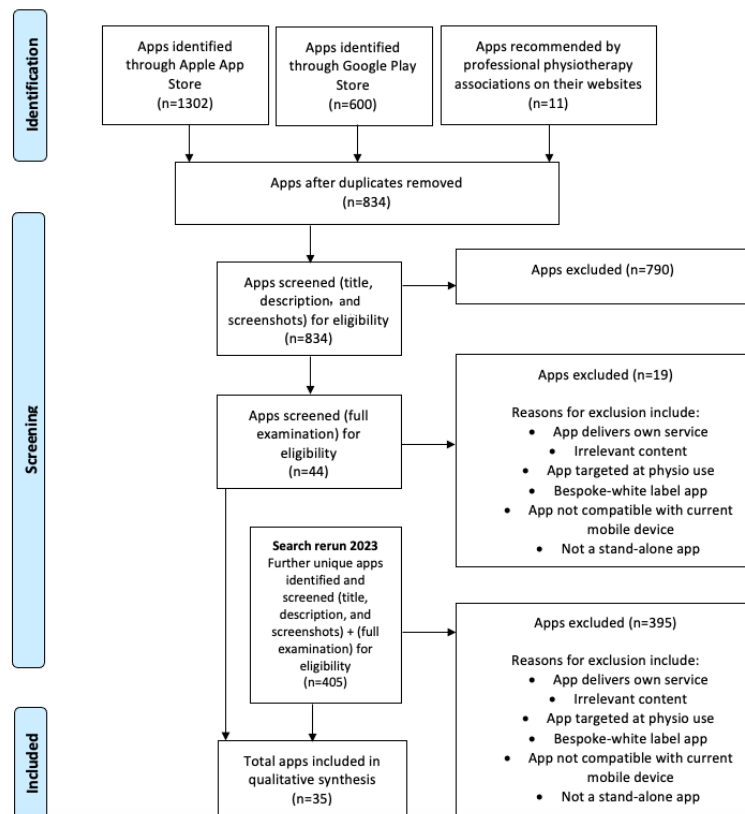 Identification
Apps identified
through Apple App
Store
(n=1302)
Apps identified
through Google Play
Store
(n=600)
Apps recommended by
professional physiotherapy
associations on their websites
(n=11)
Apps after duplicates removed
(n=834)
Screening
Apps screened (title,
description, and
screenshots) for eligibility
(n=834)
Apps excluded (n=790)
Apps screened (full
examination) for
eligibility
(n=44)
Apps excluded (n=19)
Reasons for exclusion include:
• App delivers own service
• Irrelevant content
• App targeted at physio use
• Bespoke-white label app
• App not compatible with current
mobile device
• Not a stand-alone app
Search rerun 2023
Further unique apps
identified and
screened (title,
description, and
screenshots) + (full
examination) for
eligibility
(n=405)
Apps excluded (n=395)
Reasons for exclusion include:
• App delivers own service
• Irrelevant content
• App targeted at physio use
• Bespoke-white label app
• App not compatible with current
mobile device
• Not a stand-alone app
Included
Total apps included in
qualitative synthesis
(n=35)